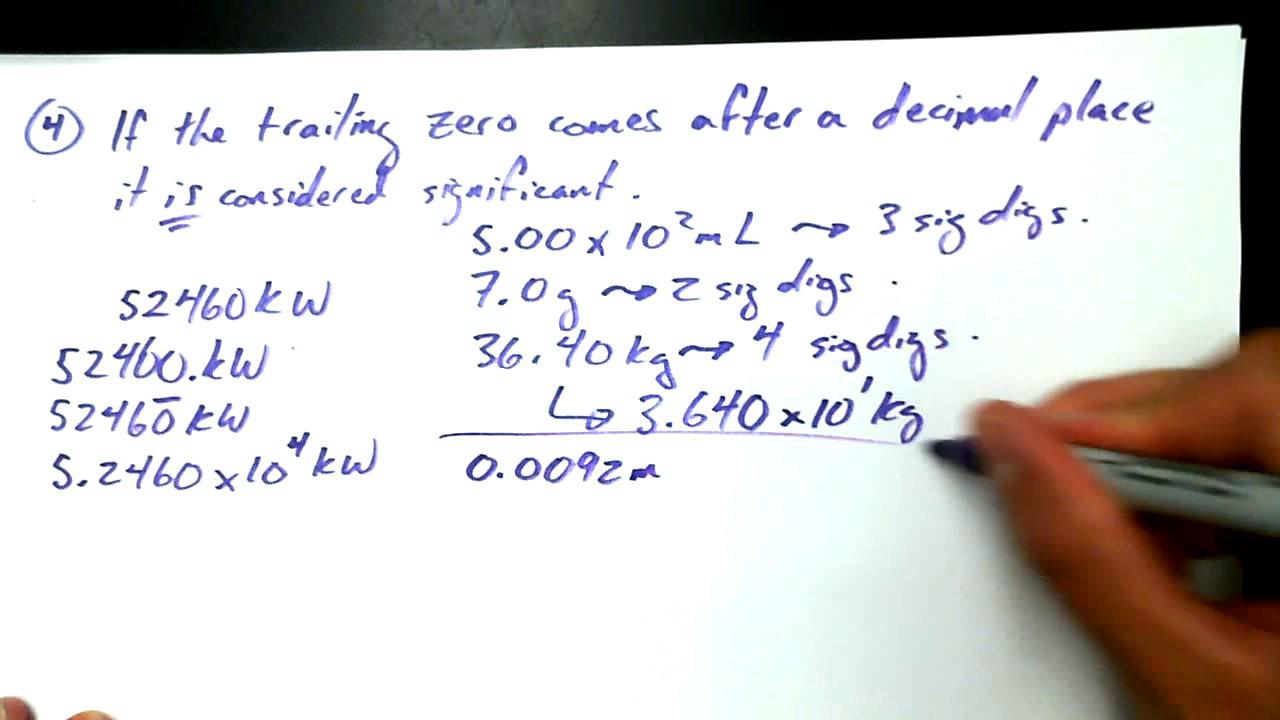 ④ If the trailing zero comes after a decimal place
it is considered significant.
5.00 x 10² mL ⤳ 3 sig digs.
7.0g ⤳ 2 sig digs.
36.40 kg ⤳ 4 sig digs.
↳ 3.640 x 10¹ kg
0.0092m
52460 kW
52460. kW
52460̅ kW
5.2460 x 10⁴ kW